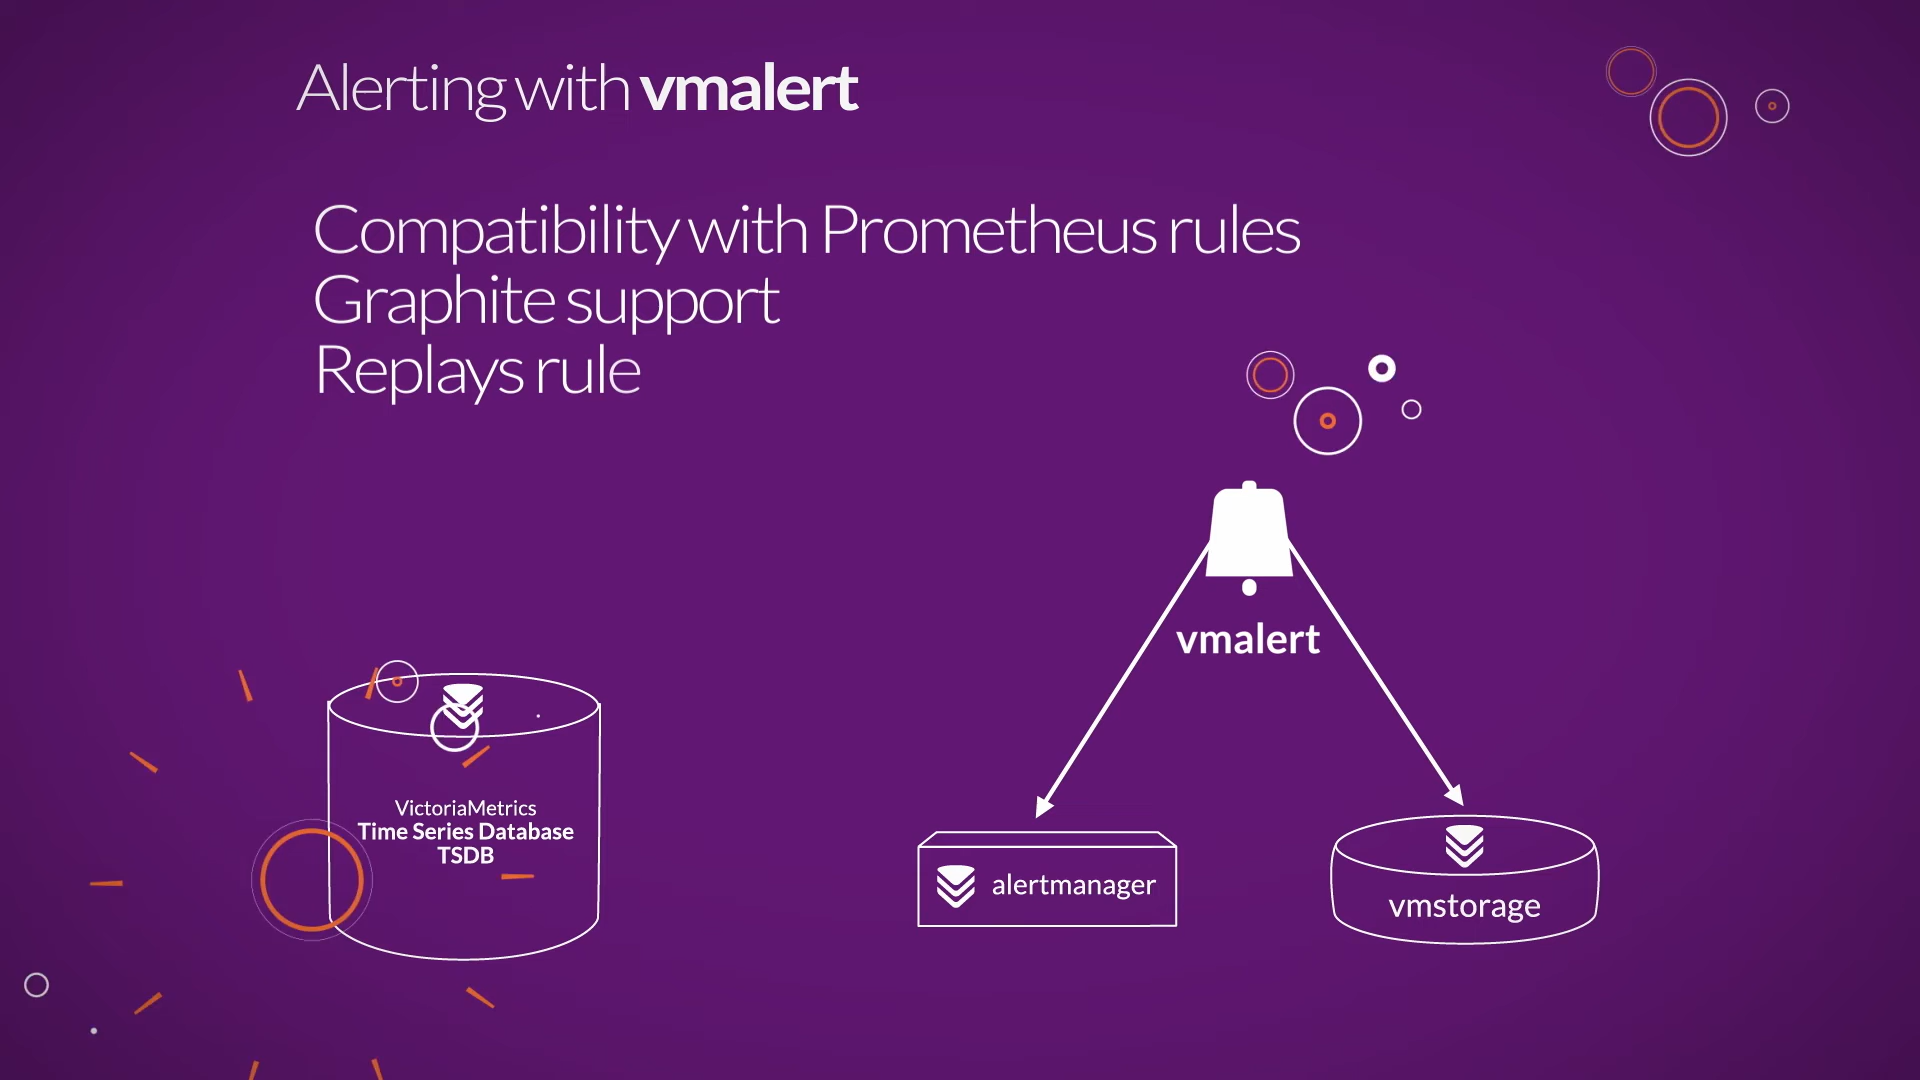 Alerting with vmalert
Compatibility with Prometheus rules
Graphite support
Replays rule
vmalert
VictoriaMetrics
Time Series Database
TSDB
alertmanager
vmstorage